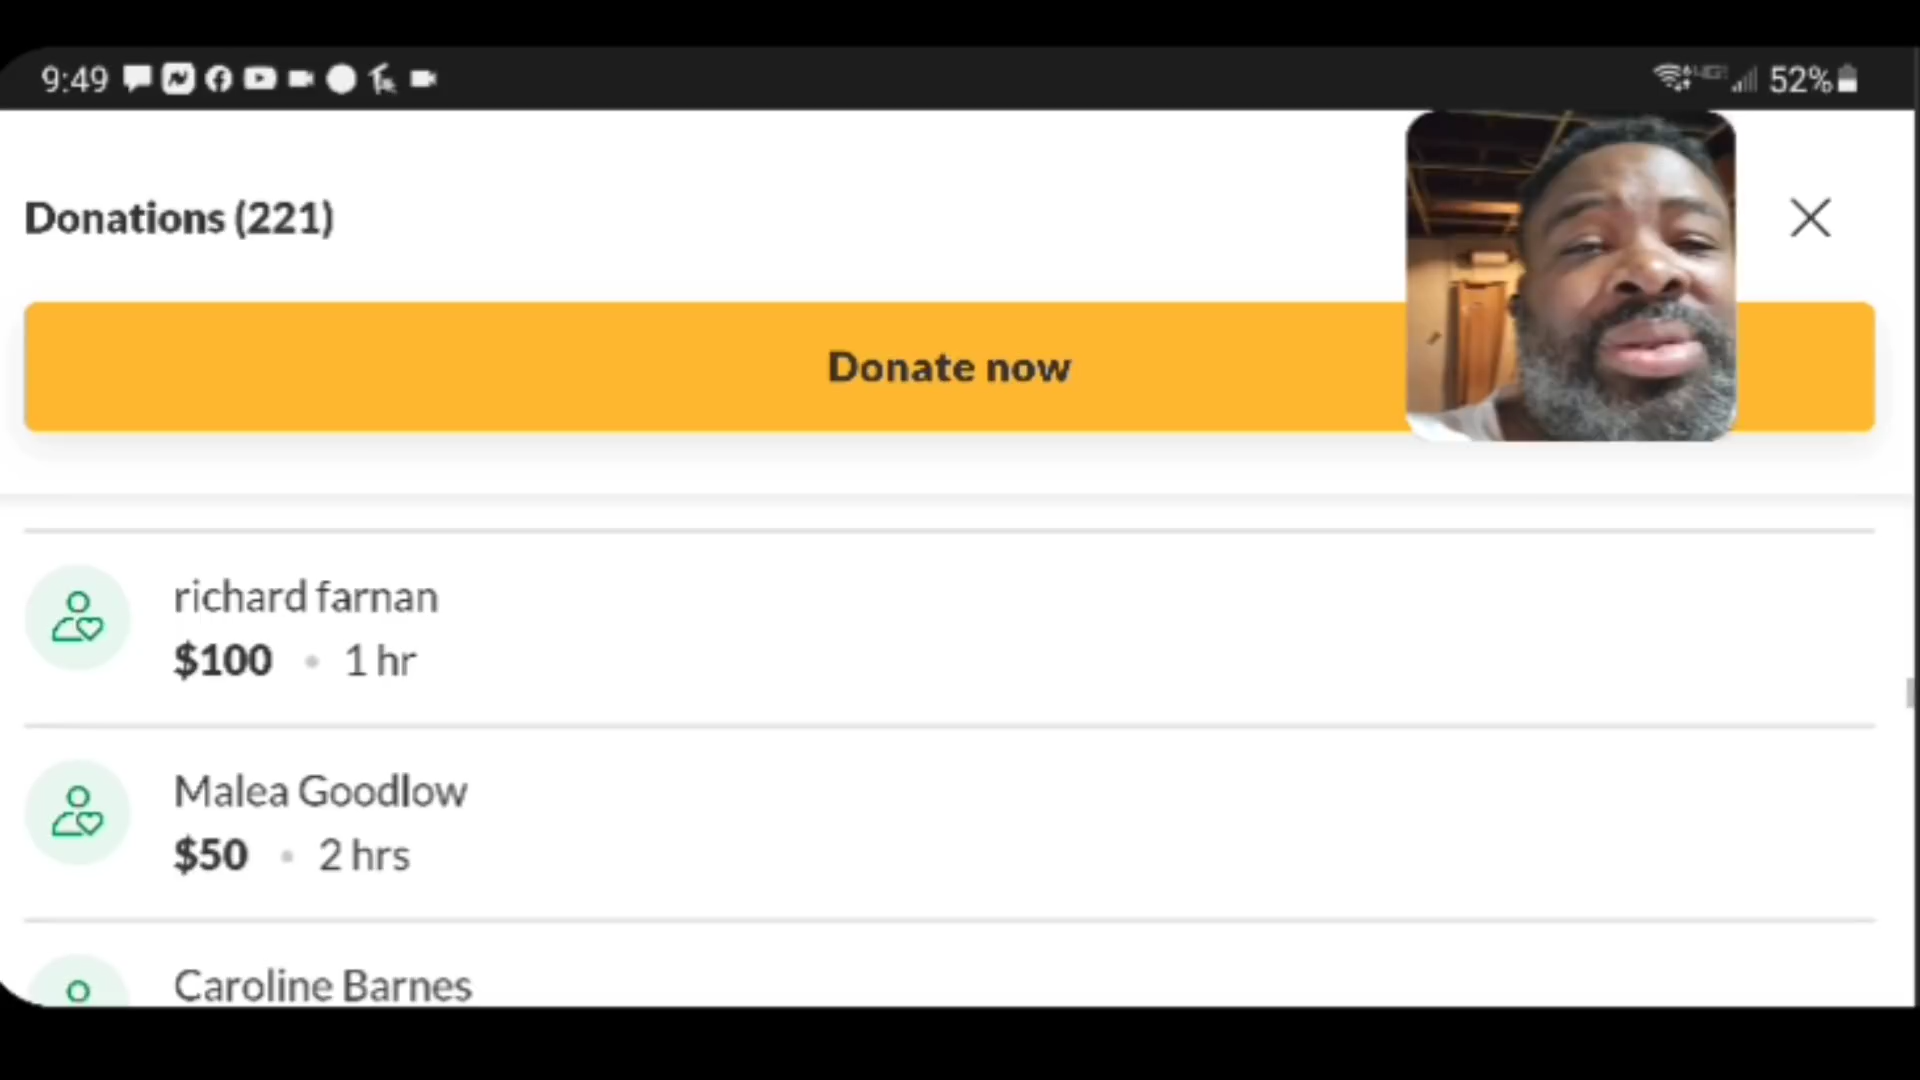 9:49
52%
Donations (221)
Donate now
richard farnan
$100 • 1 hr
Malea Goodlow
$50 • 2 hrs
Caroline Barnes